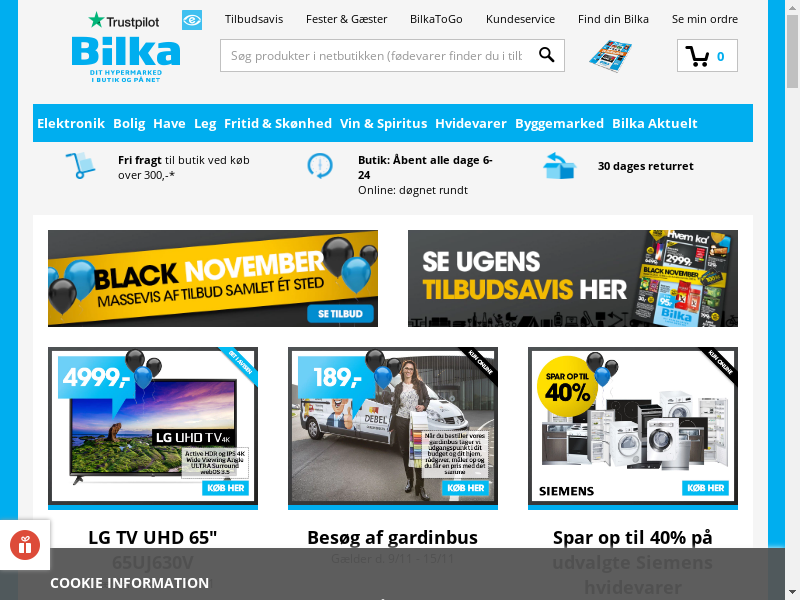 Trustpilot
Tilbudsavis
Fester & Gæster
BilkaToGo
Kundeservice
Find din Bilka
Se min ordre
Bilka
DIT HYPERMARKED
I BUTIK OG PÅ NET
Søg produkter i netbutikken (fødevarer finder du i tilb
0
Elektronik Bolig Have Leg Fritid & Skønhed Vin & Spiritus Hvidevarer Byggemarked Bilka Aktuelt
Fri fragt til butik ved køb
over 300,-*
Butik: Åbent alle dage 6-
24
Online: døgnet rundt
30 dages returret
BLACK NOVEMBER
MASSEVIS AF TILBUD SAMLET ÉT STED
SE TILBUD
SE UGENS
TILBUDSAVIS HER
Hvem ka'
2999,-
BLACK NOVEMBER
Bilka
4999,-
LG UHD TV 4K
Active HDR og IPS 4K
Wide Viewing Angle
ULTRA Surround
webOS 3.5
KØB HER
189,-
KUN ONLINE
DEBEL
Når du bestiller vores
gardinbus tager vi
udgangspunkt i dit
budget og dit hjem,
rådgiver, måler op og
du får en pris med det
samme
KØB HER
SPAR OP TIL
40%
KUN ONLINE
SIEMENS
KØB HER
LG TV UHD 65"
65UJ630V
Besøg af gardinbus
Gælder d. 9/11 - 15/11
Spar op til 40% på
udvalgte Siemens
hvidevarer
COOKIE INFORMATION